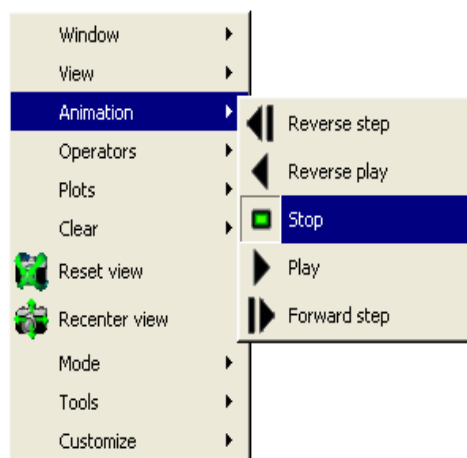 Window
View
Animation
Operators
Plots
Clear
Reset view
Recenter view
Mode
Tools
Customize
Reverse step
Reverse play
Stop
Play
Forward step